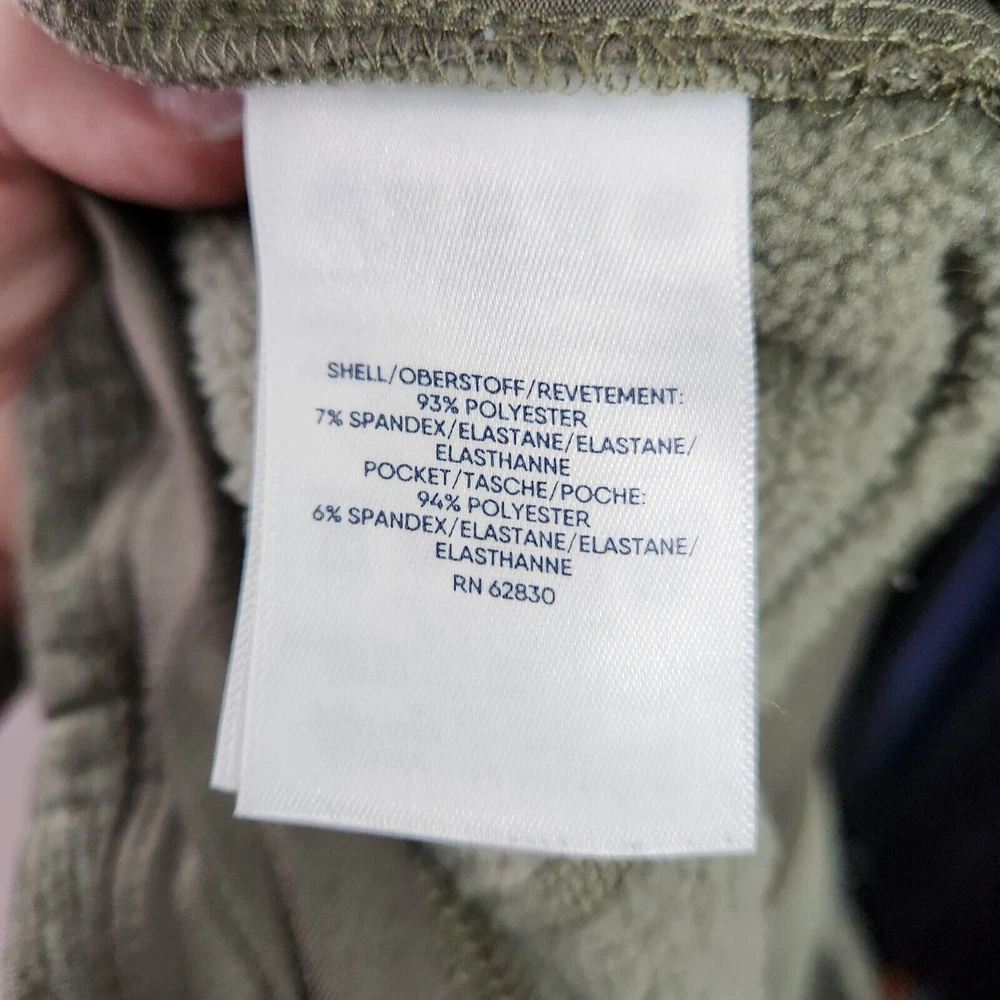 SHELL/OBERSTOFF/REVETEMENT:
93% POLYESTER
7% SPANDEX/ELASTANE/ELASTANE/
ELASTHANNE
POCKET/TASCHE/POCHE:
94% POLYESTER
6% SPANDEX/ELASTANE/ELASTANE/
ELASTHANNE
RN 62830